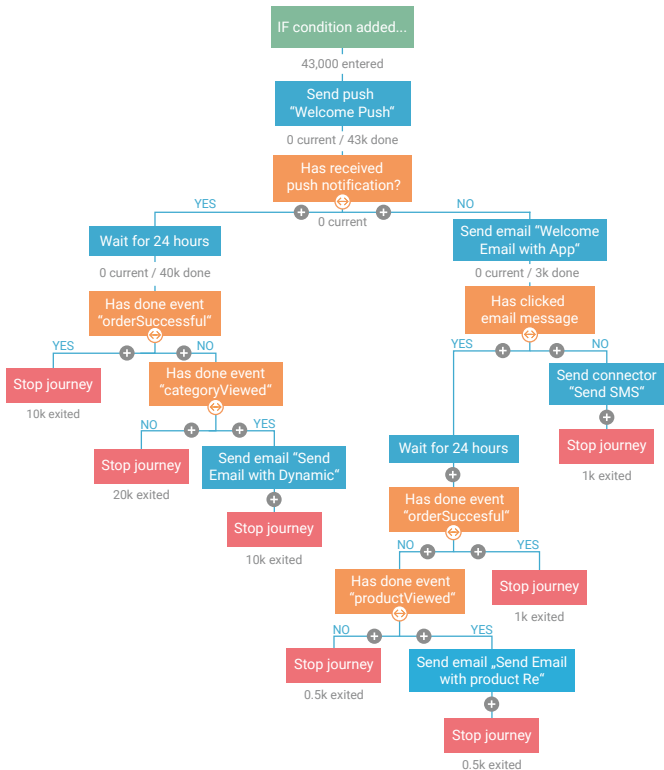 IF condition added...
43,000 entered
Send push
“Welcome Push“
0 current / 43k done
Has received
push notification?
YES
NO
0 current
Wait for 24 hours
Send email “Welcome
Email with App“
0 current / 40k done
0 current / 3k done
Has done event
“orderSuccessful“
Has clicked
email message
YES
NO
YES
NO
Stop journey
10k exited
Has done event
“categoryViewed“
Send connector
“Send SMS“
NO
YES
Stop journey
1k exited
Stop journey
20k exited
Send email “Send
Email with Dynamic“
Wait for 24 hours
Stop journey
10k exited
Has done event
“orderSuccesful“
NO
YES
Has done event
“productViewed“
Stop journey
1k exited
NO
YES
Stop journey
0.5k exited
Send email „Send Email
with product Re“
Stop journey
0.5k exited